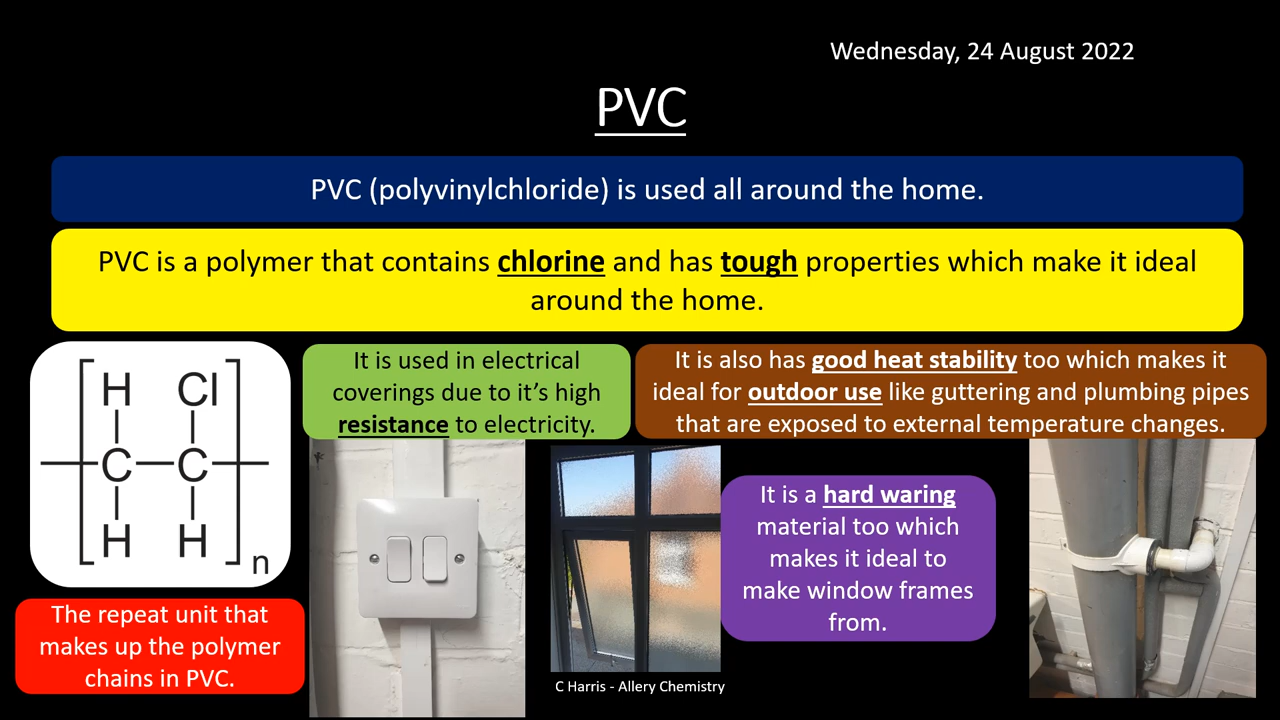 Wednesday, 24 August 2022
PVC
PVC (polyvinylchloride) is used all around the home.
PVC is a polymer that contains chlorine and has tough properties which make it ideal
around the home.
H Cl
C C
H H
n
The repeat unit that
makes up the polymer
chains in PVC.
It is used in electrical
coverings due to it’s high
resistance to electricity.
It is also has good heat stability too which makes it
ideal for outdoor use like guttering and plumbing pipes
that are exposed to external temperature changes.
It is a hard waring
material too which
makes it ideal to
make window frames
from.
C Harris - Allery Chemistry